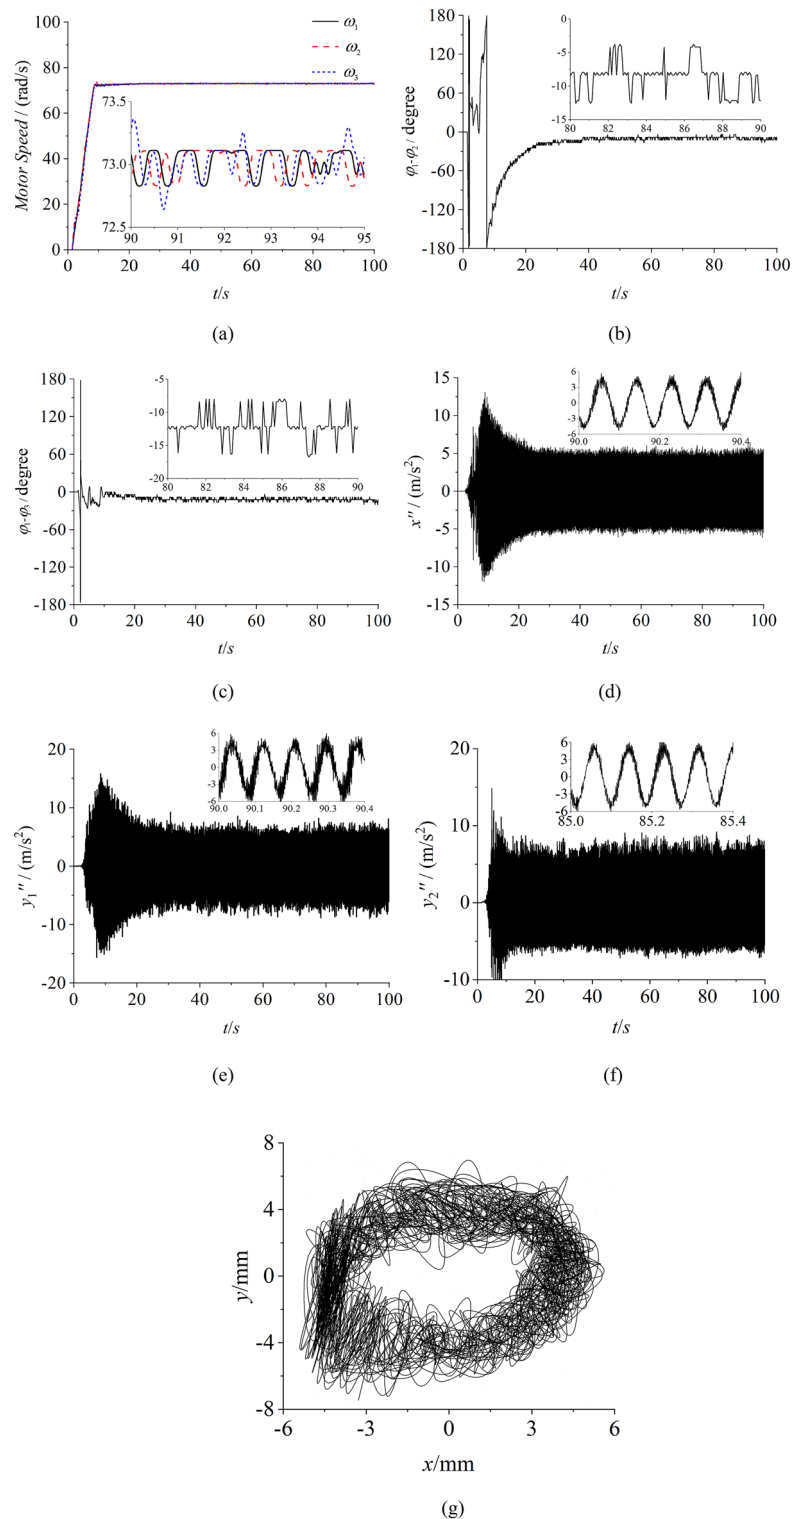 100
80
60
40
20
0
Motor Speed / (rad/s)
ω1
ω2
ω3
73.5
73.0
72.5
90 91 92 93 94 95
0 20 40 60 80 100
t/s
(a)
180
120
60
0
-60
-120
-180
φ1-φ2 / degree
0
-5
-10
-15
80 82 84 86 88 90
0 20 40 60 80 100
t/s
(b)
180
120
60
0
-60
-120
-180
φ1-φ3 / degree
-5
-10
-15
-20
80 82 84 86 88 90
0 20 40 60 80 100
t/s
(c)
15
10
5
0
-5
-10
-15
x'' / (m/s²)
6
3
0
-3
-6
90.0 90.2 90.4
0 20 40 60 80 100
t/s
(d)
20
10
0
-10
-20
y1'' / (m/s²)
6
3
0
-3
-6
90.0 90.1 90.2 90.3 90.4
0 20 40 60 80 100
t/s
(e)
20
10
0
-10
y2'' / (m/s²)
6
3
0
-3
-6
85.0 85.2 85.4
0 20 40 60 80 100
t/s
(f)
8
4
0
-4
-8
y/mm
-6 -3 0 3 6
x/mm
(g)